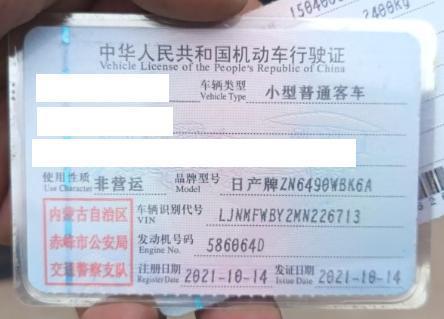 150400
2400kg
中华人民共和国机动车行驶证
Vehicle License of the People's Republic of China
车辆类型 小型普通客车
Vehicle Type
使用性质 非营运 品牌型号 日产牌ZN6490WBK6A
Use Character Model
内蒙古自治区 车辆识别代号 LJNMFWBY2MN226713
VIN
赤峰市公安局 发动机号码 586064D
Engine No.
交通警察支队 注册日期 2021-10-14 发证日期 2021-10-14
Register Date Issue Date